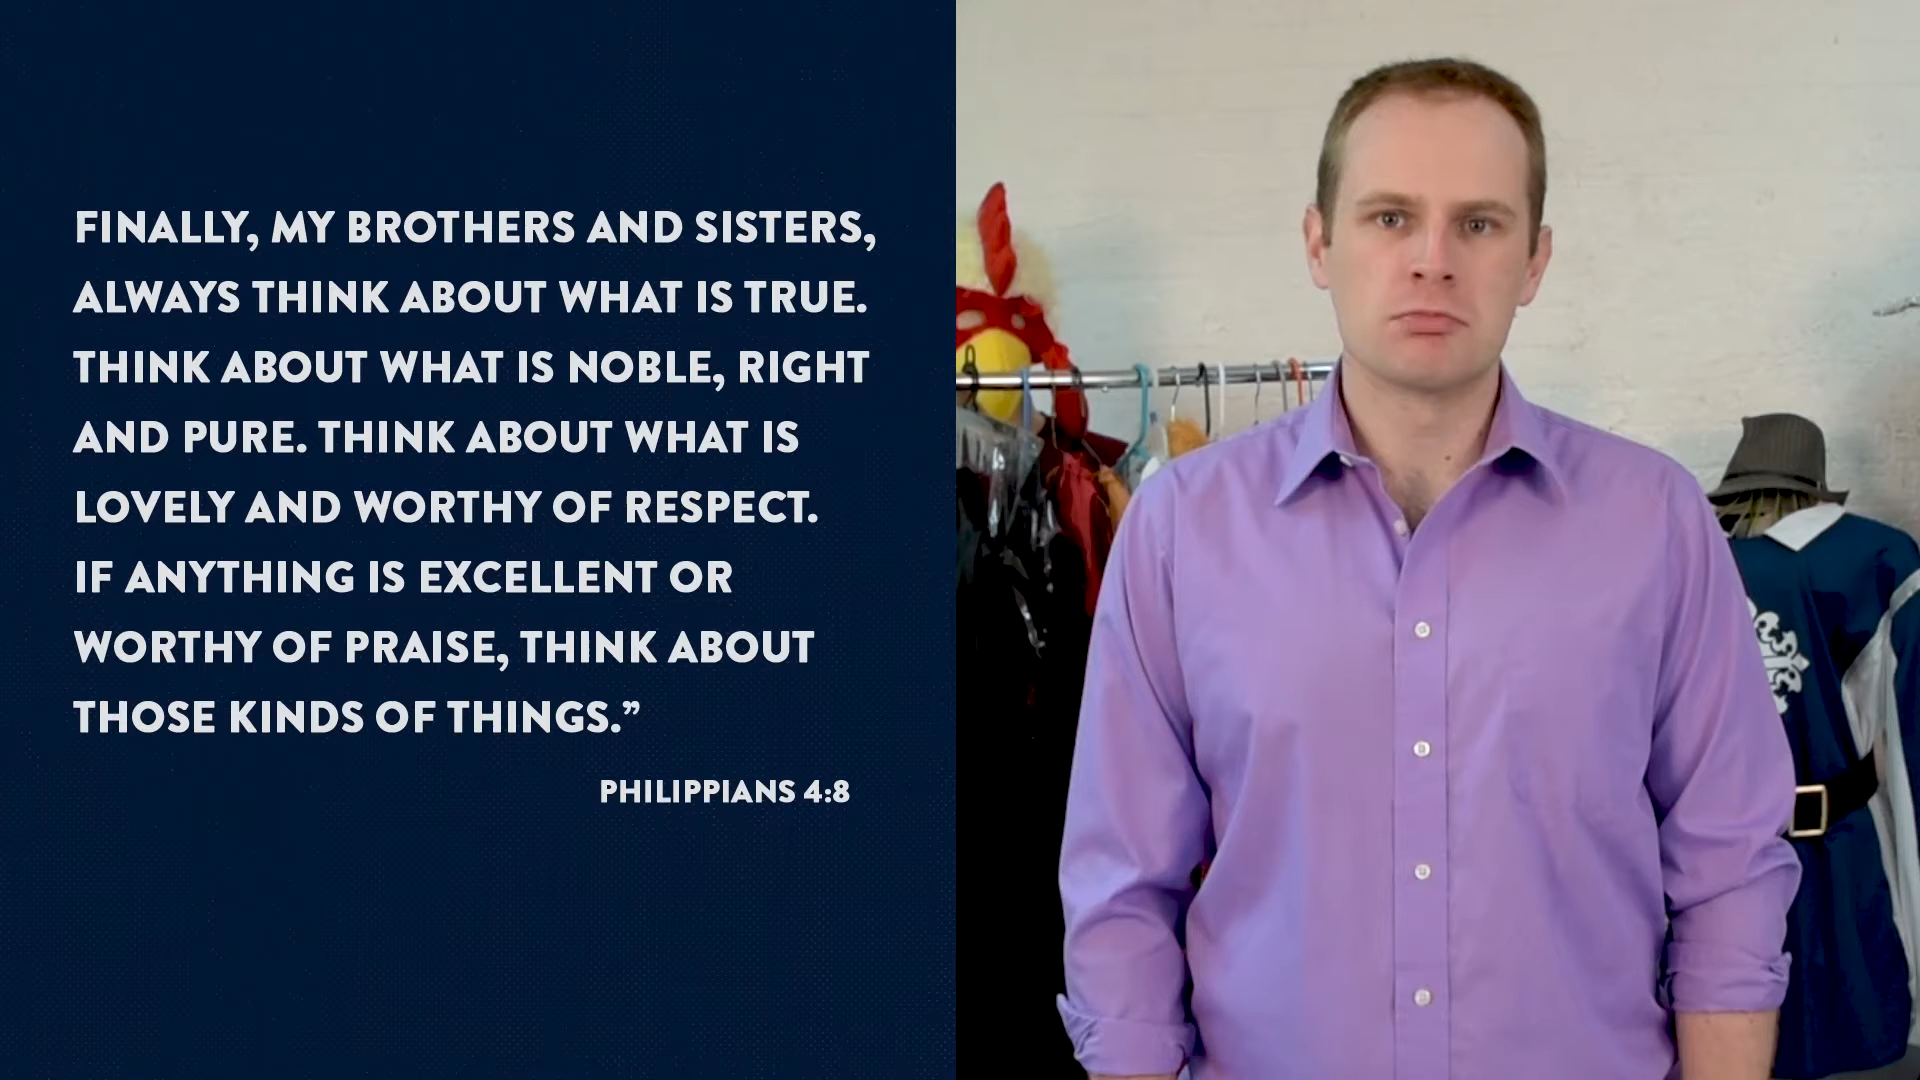 FINALLY, MY BROTHERS AND SISTERS,
ALWAYS THINK ABOUT WHAT IS TRUE.
THINK ABOUT WHAT IS NOBLE, RIGHT
AND PURE. THINK ABOUT WHAT IS
LOVELY AND WORTHY OF RESPECT.
IF ANYTHING IS EXCELLENT OR
WORTHY OF PRAISE, THINK ABOUT
THOSE KINDS OF THINGS.”
PHILIPPIANS 4:8